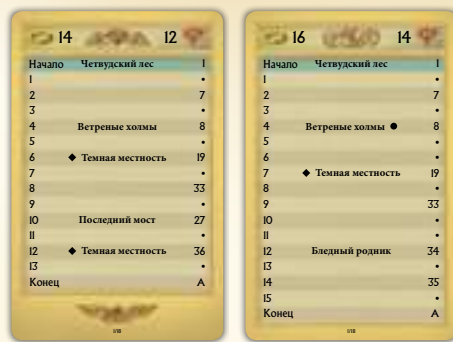 14 12
Начало Четвудский лес 1
1 •
2 7
3 •
4 Ветреные холмы 8
5 •
6 ◆ Темная местность 19
7 •
8 33
9 •
10 Последний мост 27
11 •
12 ◆ Темная местность 36
13 •
Конец А
16 14
Начало Четвудский лес 1
1 •
2 7
3 •
4 Ветреные холмы ● 8
5 •
6 •
7 ◆ Темная местность 19
8 •
9 33
10 •
11 •
12 Бледный родник 34
13 •
14 35
15 •
Конец А